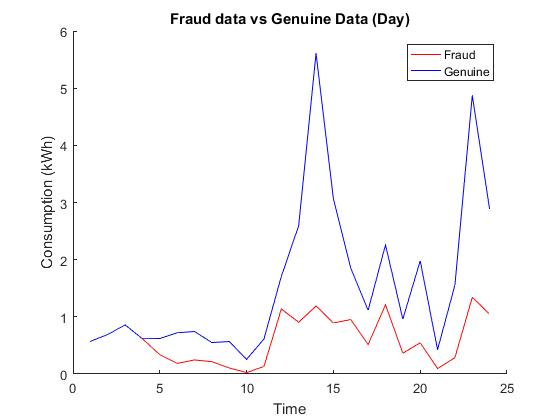 Fraud data vs Genuine Data (Day)
Fraud
Genuine
Consumption (kWh)
6
5
4
3
2
1
0
0 5 10 15 20 25
Time